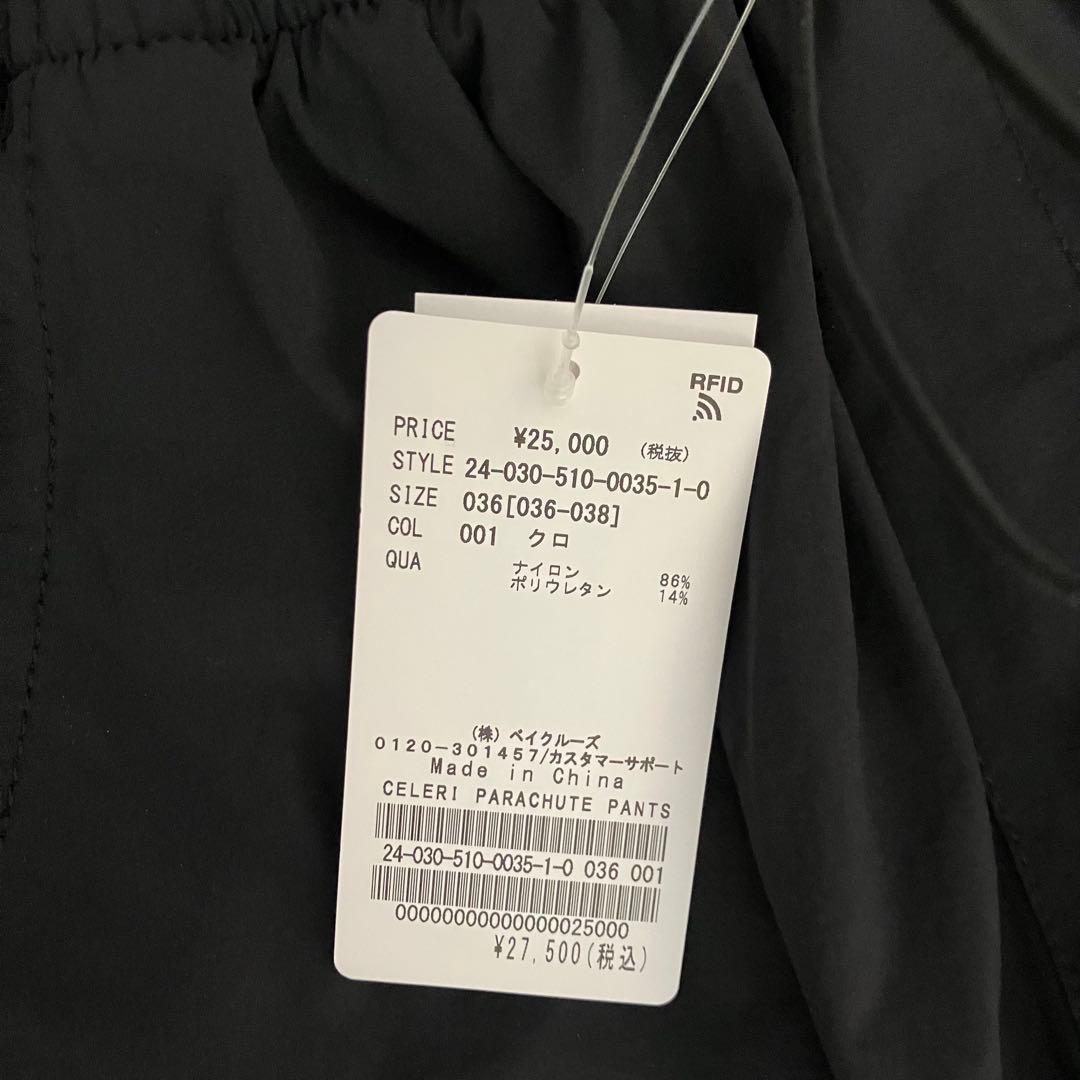 RFID
PRICE ¥25,000 (税抜)
STYLE 24-030-510-0035-1-0
SIZE 036[036-038]
COL 001 クロ
QUA ナイロン 86%
ポリウレタン 14%
(株)ベイクルーズ
0120-301457/カスタマーサポート
Made in China
CELERI PARACHUTE PANTS
24-030-510-0035-1-0 036 001
00000000000000025000
¥27,500(税込)